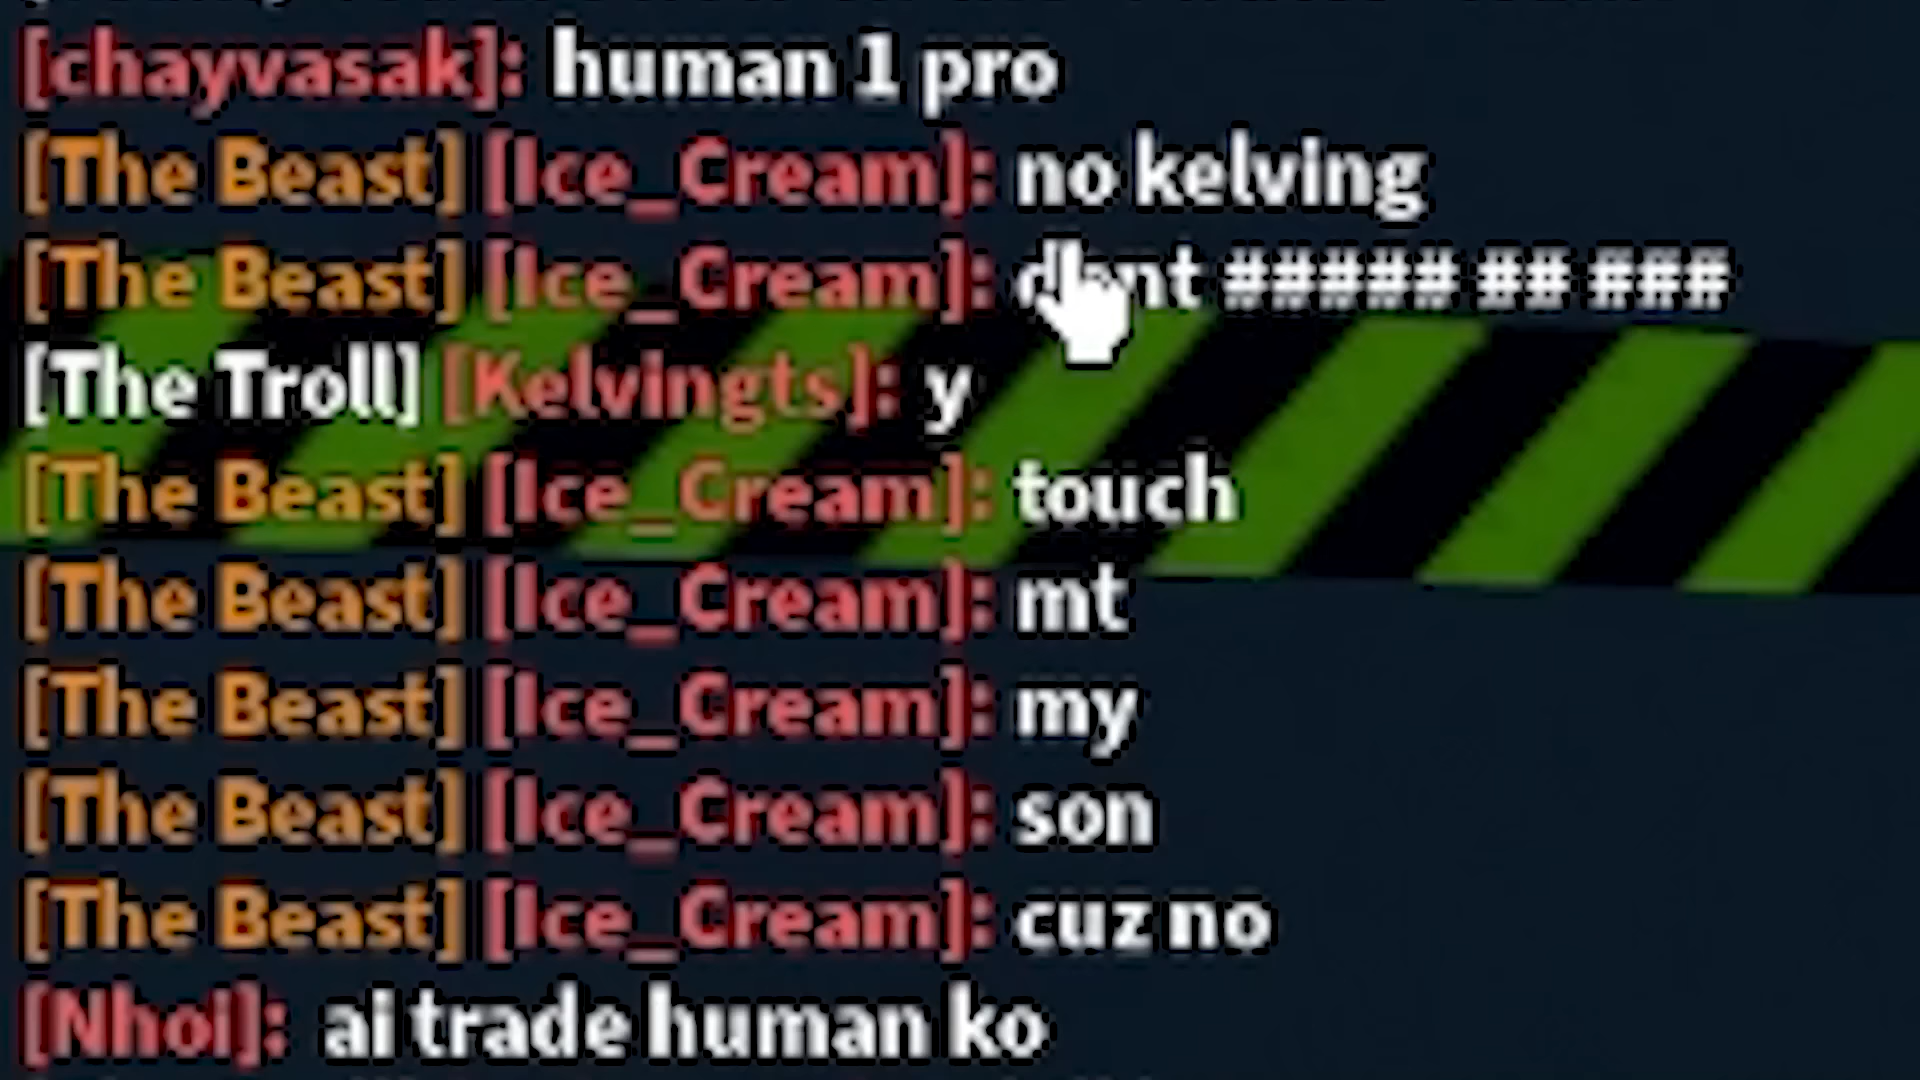 [chayvasak]: human 1 pro
[The Beast] [Ice_Cream]: no kelving
[The Beast] [Ice_Cream]: ##### ## ###
[The Troll] [Kelvingts]: y
[The Beast] [Ice_Cream]: touch
[The Beast] [Ice_Cream]: mt
[The Beast] [Ice_Cream]: my
[The Beast] [Ice_Cream]: son
[The Beast] [Ice_Cream]: cuz no
[Nhoi]: ai trade human ko